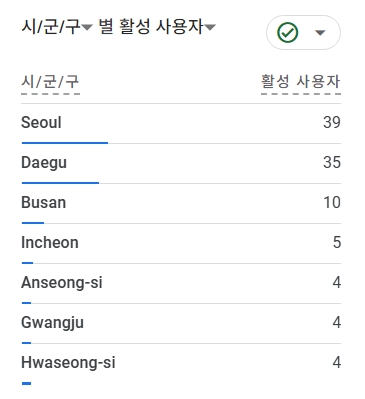 시/군/구 별 활성 사용자
시/군/구 활성 사용자
Seoul 39
Daegu 35
Busan 10
Incheon 5
Anseong-si 4
Gwangju 4
Hwaseong-si 4